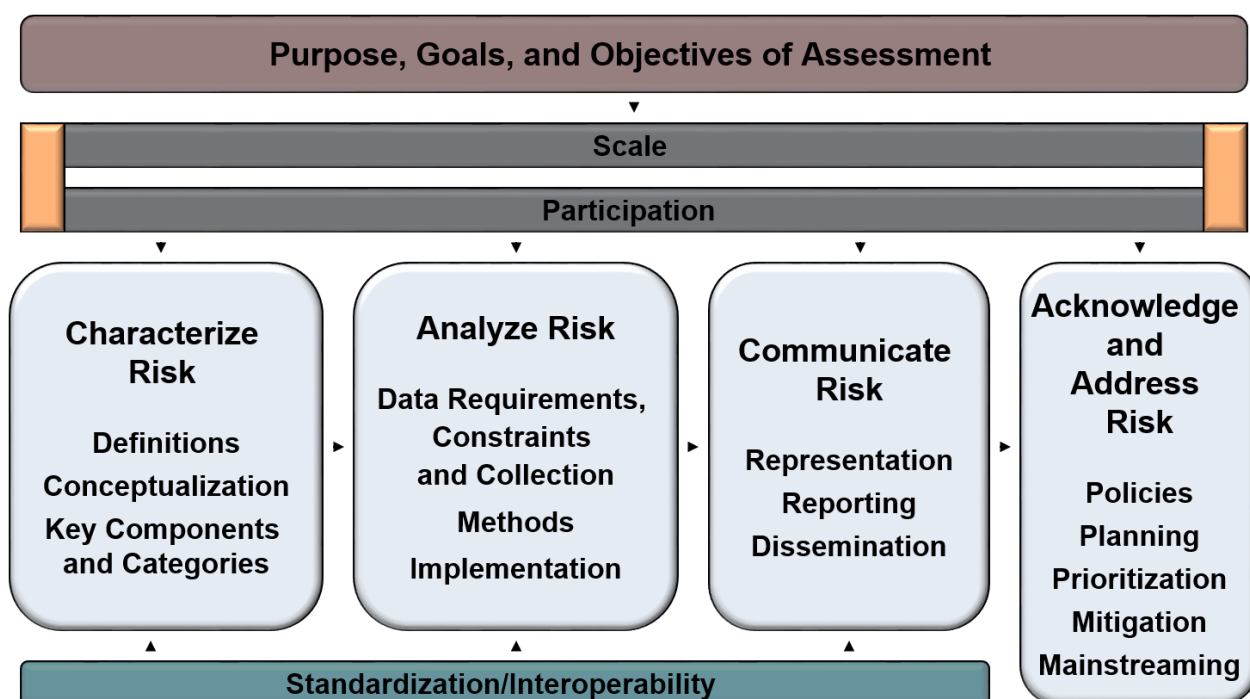 Purpose, Goals, and Objectives of Assessment
Scale
Participation
Characterize
Risk
Definitions
Conceptualization
Key Components
and Categories
Analyze Risk
Data Requirements,
Constraints
and Collection
Methods
Implementation
Communicate
Risk
Representation
Reporting
Dissemination
Acknowledge
and
Address
Risk
Policies
Planning
Prioritization
Mitigation
Mainstreaming
Standardization/Interoperability